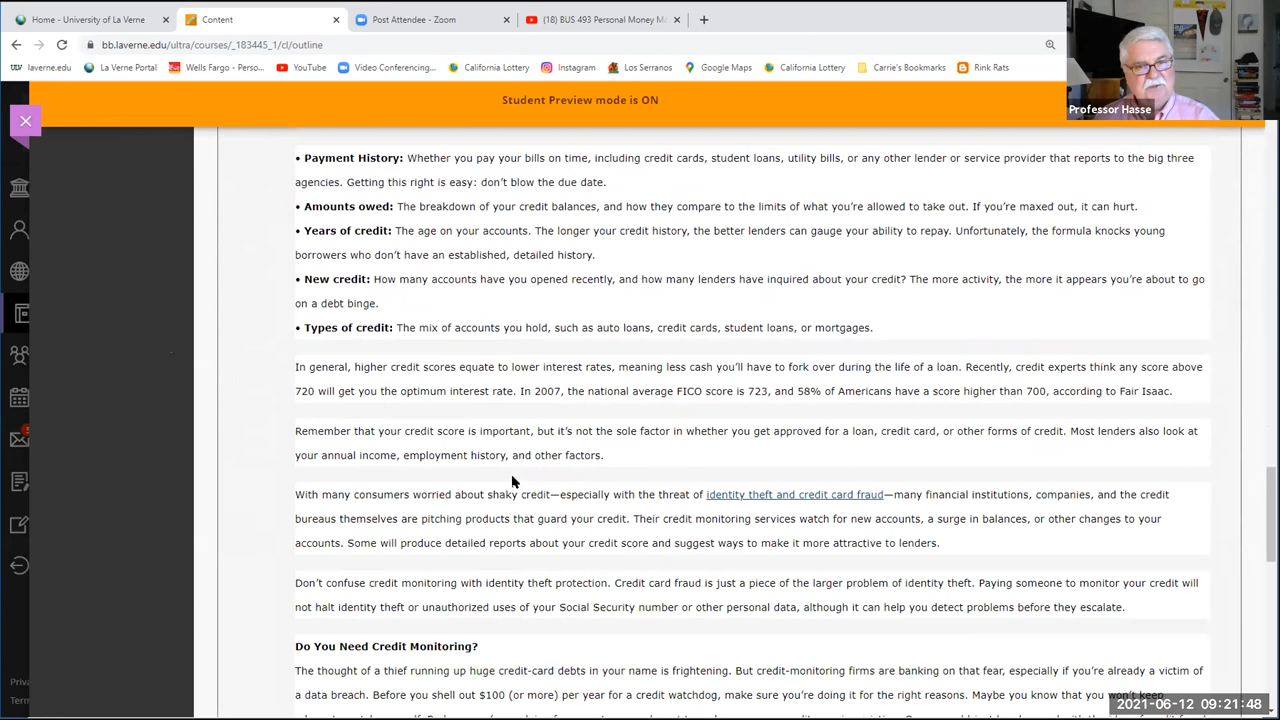 Home - University of La Verne
Content
Post Attendee - Zoom
(18) BUS 493 Personal Money M
bb.laverne.edu/ultra/courses/_183445_1/cl/outline
laverne.edu
La Verne Portal
Wells Fargo - Perso...
YouTube
Video Conferencing...
California Lottery
Instagram
Los Serranos
Google Maps
California Lottery
Carrie's Bookmarks
Rink Rats
Professor Hasse
Student Preview mode is ON
• Payment History: Whether you pay your bills on time, including credit cards, student loans, utility bills, or any other lender or service provider that reports to the big three
agencies. Getting this right is easy: don’t blow the due date.
• Amounts owed: The breakdown of your credit balances, and how they compare to the limits of what you’re allowed to take out. If you’re maxed out, it can hurt.
• Years of credit: The age on your accounts. The longer your credit history, the better lenders can gauge your ability to repay. Unfortunately, the formula knocks young
borrowers who don’t have an established, detailed history.
• New credit: How many accounts have you opened recently, and how many lenders have inquired about your credit? The more activity, the more it appears you’re about to go
on a debt binge.
• Types of credit: The mix of accounts you hold, such as auto loans, credit cards, student loans, or mortgages.
In general, higher credit scores equate to lower interest rates, meaning less cash you’ll have to fork over during the life of a loan. Recently, credit experts think any score above
720 will get you the optimum interest rate. In 2007, the national average FICO score is 723, and 58% of Americans have a score higher than 700, according to Fair Isaac.
Remember that your credit score is important, but it’s not the sole factor in whether you get approved for a loan, credit card, or other forms of credit. Most lenders also look at
your annual income, employment history, and other factors.
With many consumers worried about shaky credit—especially with the threat of identity theft and credit card fraud—many financial institutions, companies, and the credit
bureaus themselves are pitching products that guard your credit. Their credit monitoring services watch for new accounts, a surge in balances, or other changes to your
accounts. Some will produce detailed reports about your credit score and suggest ways to make it more attractive to lenders.
Don’t confuse credit monitoring with identity theft protection. Credit card fraud is just a piece of the larger problem of identity theft. Paying someone to monitor your credit will
not halt identity theft or unauthorized uses of your Social Security number or other personal data, although it can help you detect problems before they escalate.
Do You Need Credit Monitoring?
The thought of a thief running up huge credit-card debts in your name is frightening. But credit-monitoring firms are banking on that fear, especially if you’re already a victim of
a data breach. Before you shell out $100 (or more) per year for a credit watchdog, make sure you’re doing it for the right reasons. Maybe you know that you won’t keep
Priva
Term
2021-06-12 09:21:48